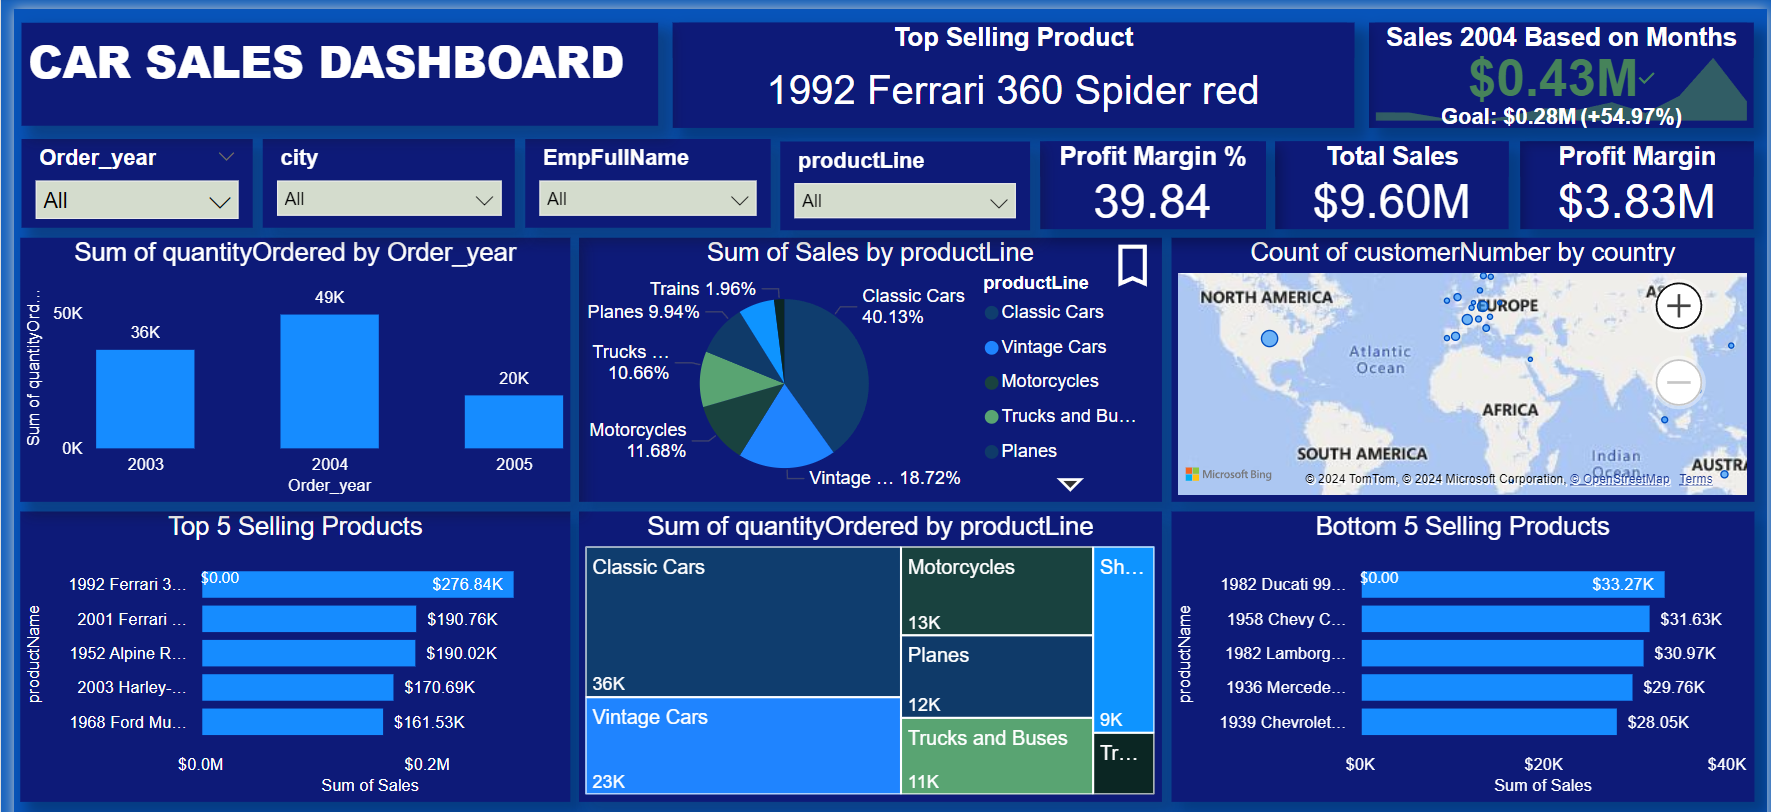 CAR SALES DASHBOARD
Top Selling Product
1992 Ferrari 360 Spider red
Sales 2004 Based on Months
$0.43M
Goal: $0.28M (+54.97%)
Order_year
All
city
All
EmpFullName
All
productLine
All
Profit Margin %
39.84
Total Sales
$9.60M
Profit Margin
$3.83M
Sum of quantityOrdered by Order_year
Sum of quantityOrd...
50K
0K
36K
49K
20K
2003
2004
2005
Order_year
Sum of Sales by productLine
Trains 1.96%
Planes 9.94%
Trucks ...
10.66%
Motorcycles
11.68%
Vintage ... 18.72%
Classic Cars
40.13%
productLine
Classic Cars
Vintage Cars
Motorcycles
Trucks and Bu...
Planes
Count of customerNumber by country
NORTH AMERICA
EUROPE
AS
Atlantic
Ocean
AFRICA
SOUTH AMERICA
Indian
Ocean
AUSTRA
Microsoft Bing
© 2024 TomTom, © 2024 Microsoft Corporation, © OpenStreetMap Terms
Top 5 Selling Products
productName
1992 Ferrari 3...
$0.00
$276.84K
2001 Ferrari ...
$190.76K
1952 Alpine R...
$190.02K
2003 Harley-...
$170.69K
1968 Ford Mu...
$161.53K
$0.0M
$0.2M
Sum of Sales
Sum of quantityOrdered by productLine
Classic Cars
36K
Vintage Cars
23K
Motorcycles
13K
Planes
12K
Trucks and Buses
11K
Sh...
9K
Tr...
Bottom 5 Selling Products
productName
1982 Ducati 99...
$0.00
$33.27K
1958 Chevy C...
$31.63K
1982 Lamborg...
$30.97K
1936 Mercede...
$29.76K
1939 Chevrolet...
$28.05K
$0K
$20K
$40K
Sum of Sales